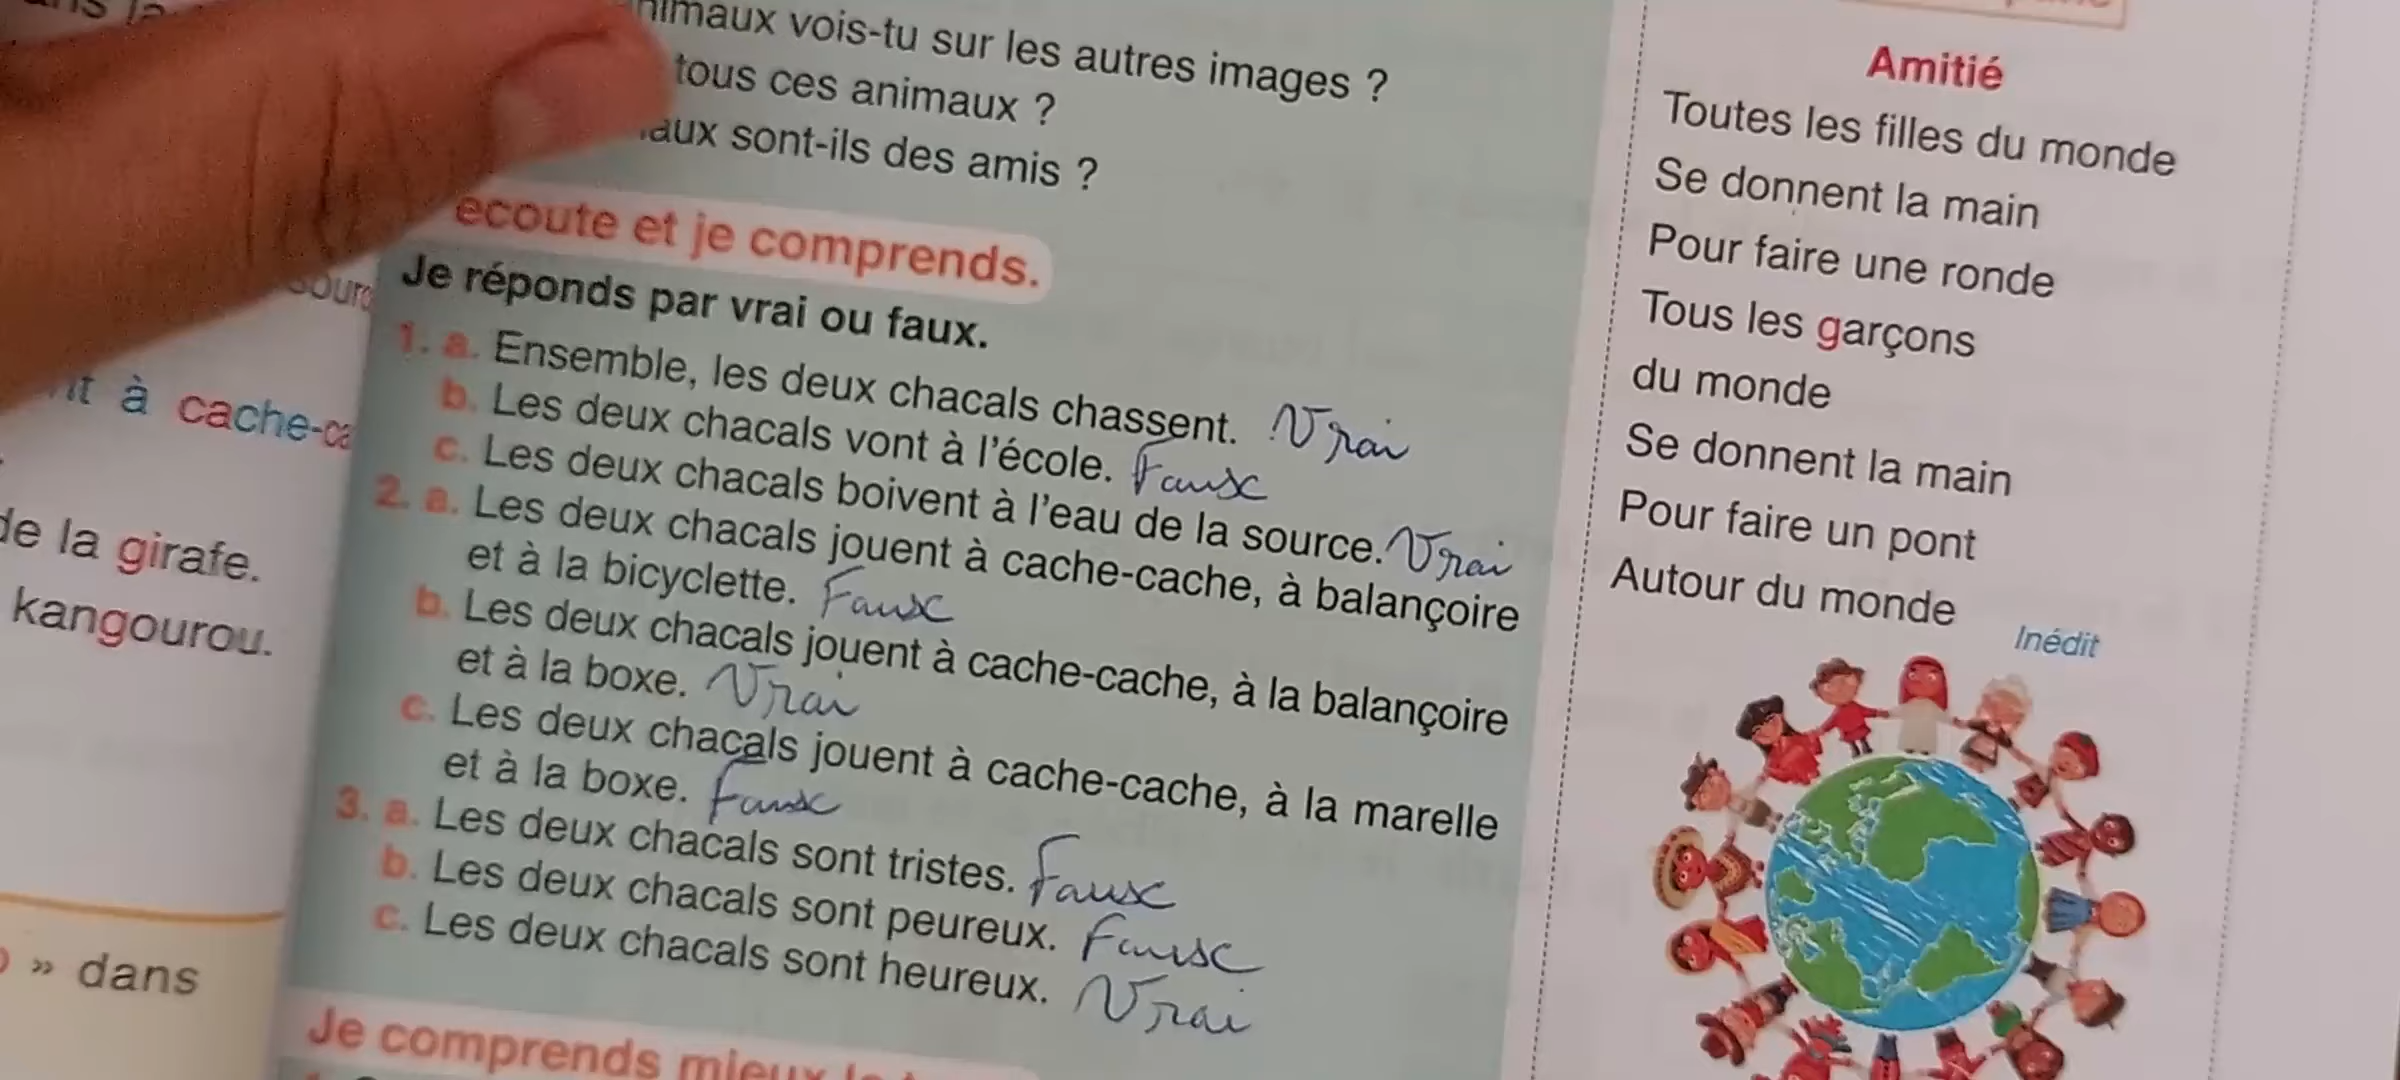 vois-tu sur les autres images ?
tous ces animaux ?
sont-ils des amis ?
écoute et je comprends.
Je réponds par vrai ou faux.
1. a. Ensemble, les deux chacals chassent. Vrai
b. Les deux chacals vont à l'école. Faux
c. Les deux chacals boivent à l'eau de la source. Vrai
2. a. Les deux chacals jouent à cache-cache, à balançoire
et à la bicyclette. Faux
b. Les deux chacals jouent à cache-cache, à la balançoire
et à la boxe. Vrai
c. Les deux chacals jouent à cache-cache, à la marelle
et à la boxe. Faux
3. a. Les deux chacals sont tristes. Faux
b. Les deux chacals sont peureux. Faux
c. Les deux chacals sont heureux. Vrai
Je comprends mieux
à cache-
de la girafe.
kangourou.
» dans
Amitié
Toutes les filles du monde
Se donnent la main
Pour faire une ronde
Tous les garçons
du monde
Se donnent la main
Pour faire un pont
Autour du monde
Inédit